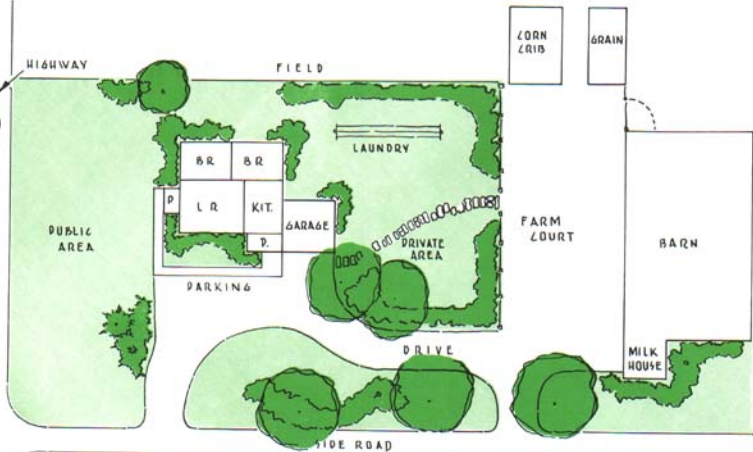 CORN
CRIB
GRAIN
HIGHWAY
FIELD
LAUNDRY
BR
BR
P
LR
KIT.
GARAGE
P.
PUBLIC
AREA
PRIVATE
AREA
FARM
COURT
BARN
PARKING
DRIVE
MILK
HOUSE
SIDE ROAD